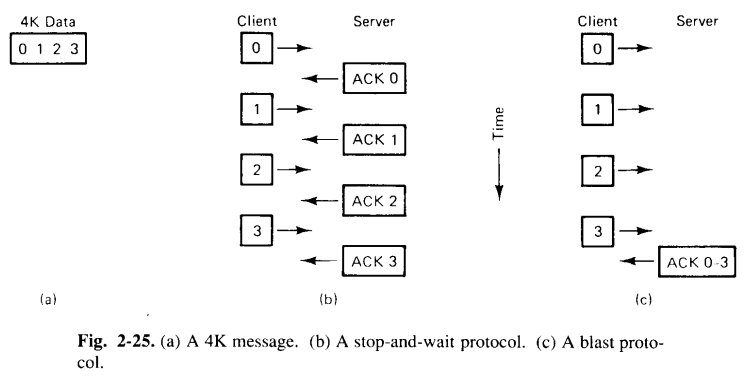 4K Data
0 1 2 3
Client Server
0
ACK 0
1
ACK 1
2
ACK 2
3
ACK 3
Time
Client Server
0
1
2
3
ACK 0-3
(a) (b) (c)
Fig. 2-25. (a) A 4K message. (b) A stop-and-wait protocol. (c) A blast proto-
col.